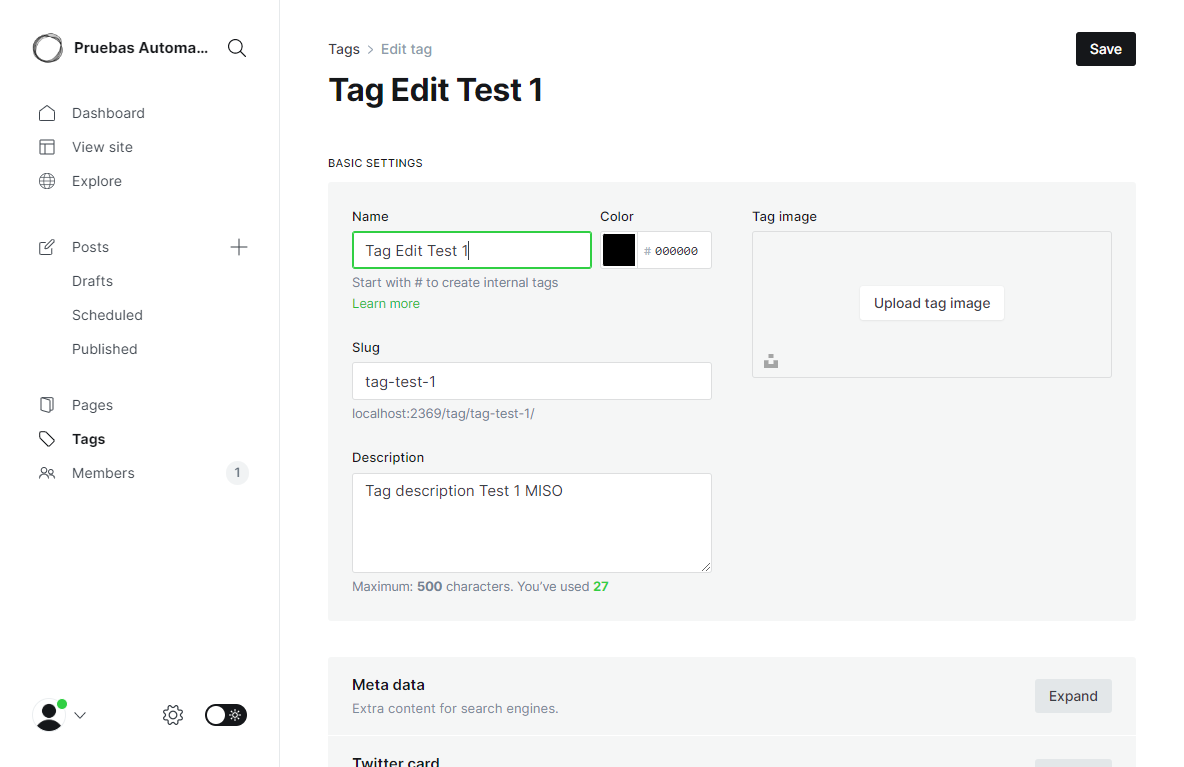 Pruebas Automa...
Dashboard
View site
Explore
Posts
Drafts
Scheduled
Published
Pages
Tags
Members
1
Tags > Edit tag
Save
Tag Edit Test 1
BASIC SETTINGS
Name
Color
Tag image
Tag Edit Test 1
# 000000
Start with # to create internal tags
Learn more
Upload tag image
Slug
tag-test-1
localhost:2369/tag/tag-test-1/
Description
Tag description Test 1 MISO
Maximum: 500 characters. You’ve used 27
Meta data
Extra content for search engines.
Expand
Twitter card